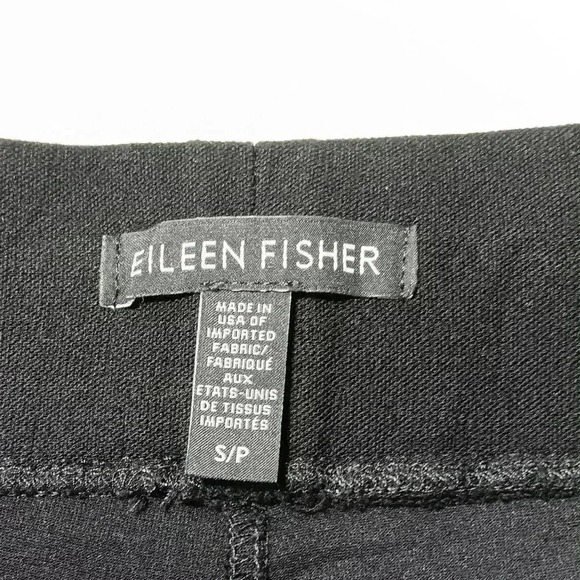 EILEEN FISHER
MADE IN
USA OF
IMPORTED
FABRIC/
FABRIQUÉ
AUX
ETATS-UNIS
DE TISSUS
IMPORTÉS
S/P